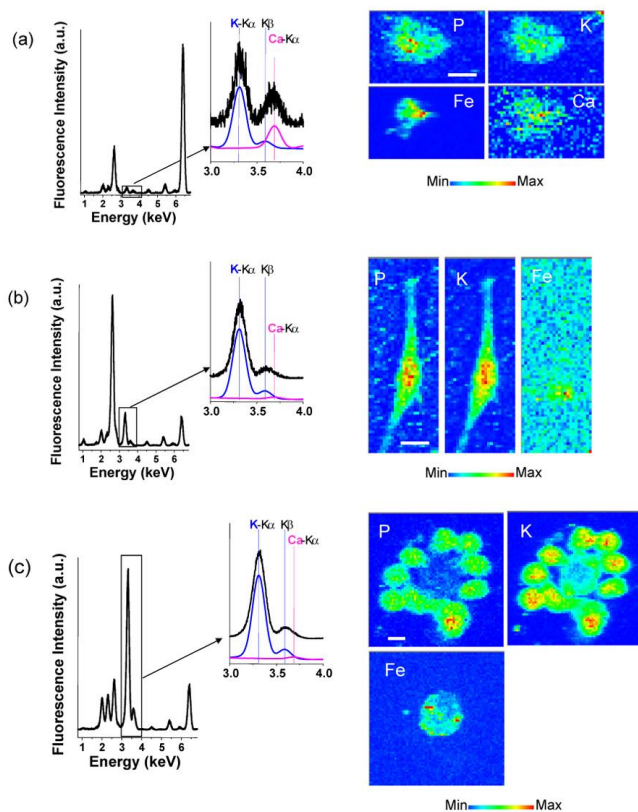 (a)
Fluorescence Intensity (a.u.)
1 2 3 4 5 6
Energy (keV)
K-Kα Kβ
Ca-Kα
3.0 3.5 4.0
P K
Fe Ca
Min Max
(b)
Fluorescence Intensity (a.u.)
1 2 3 4 5 6
Energy (keV)
K-Kα Kβ
Ca-Kα
3.0 3.5 4.0
P K Fe
Min Max
(c)
Fluorescence Intensity (a.u.)
1 2 3 4 5 6
Energy (keV)
K-Kα Kβ
Ca-Kα
3.0 3.5 4.0
P K
Fe
Min Max